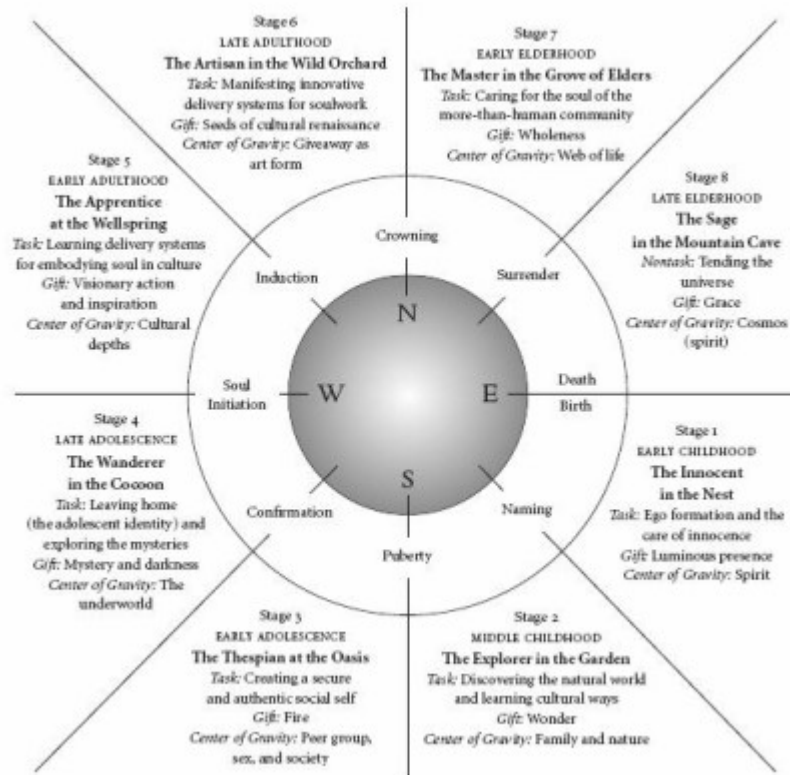 Stage 6
LATE ADULTHOOD
The Artisan in the Wild Orchard
Task: Manifesting innovative
delivery systems for soulwork
Gift: Seeds of cultural renaissance
Center of Gravity: Giveaway as
art form
Stage 7
EARLY ELDERHOOD
The Master in the Grove of Elders
Task: Caring for the soul of the
more-than-human community
Gift: Wholeness
Center of Gravity: Web of life
Stage 5
EARLY ADULTHOOD
The Apprentice
at the Wellspring
Task: Learning delivery systems
for embodying soul in culture
Gift: Visionary action
and inspiration
Center of Gravity: Cultural
depths
Stage 8
LATE ELDERHOOD
The Sage
in the Mountain Cave
Nontask: Tending the
universe
Gift: Grace
Center of Gravity: Cosmos
(spirit)
Crowning
Induction
Surrender
N
Soul
Initiation
W
E
Death
Birth
S
Confirmation
Naming
Puberty
Stage 4
LATE ADOLESCENCE
The Wanderer
in the Cocoon
Task: Leaving home
(the adolescent identity) and
exploring the mysteries
Gift: Mystery and darkness
Center of Gravity: The
underworld
Stage 1
EARLY CHILDHOOD
The Innocent
in the Nest
Task: Ego formation and the
care of innocence
Gift: Luminous presence
Center of Gravity: Spirit
Stage 3
EARLY ADOLESCENCE
The Thespian at the Oasis
Task: Creating a secure
and authentic social self
Gift: Fire
Center of Gravity: Peer group,
sex, and society
Stage 2
MIDDLE CHILDHOOD
The Explorer in the Garden
Task: Discovering the natural world
and learning cultural ways
Gift: Wonder
Center of Gravity: Family and nature